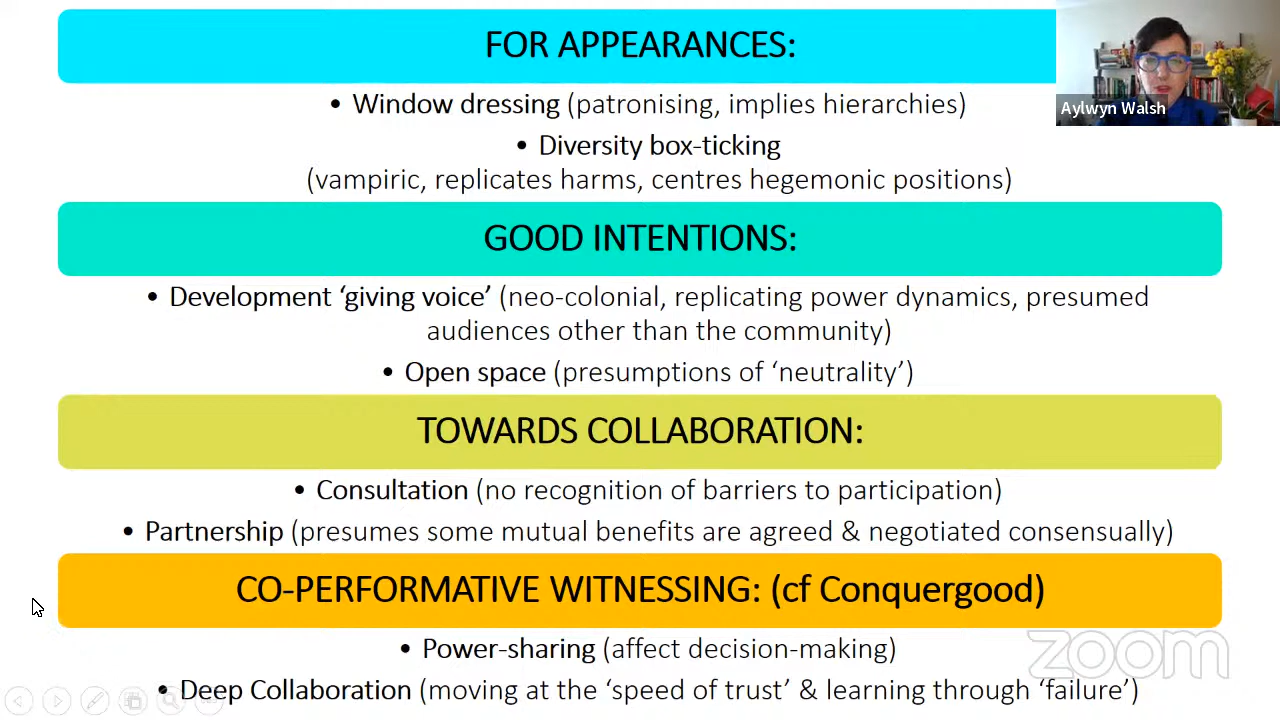 FOR APPEARANCES:
Aylwyn Walsh
• Window dressing (patronising, implies hierarchies)
• Diversity box-ticking
(vampiric, replicates harms, centres hegemonic positions)
GOOD INTENTIONS:
• Development ‘giving voice’ (neo-colonial, replicating power dynamics, presumed
audiences other than the community)
• Open space (presumptions of ‘neutrality’)
TOWARDS COLLABORATION:
• Consultation (no recognition of barriers to participation)
• Partnership (presumes some mutual benefits are agreed & negotiated consensually)
CO-PERFORMATIVE WITNESSING: (cf Conquergood)
• Power-sharing (affect decision-making)
• Deep Collaboration (moving at the ‘speed of trust’ & learning through ‘failure’)
zoom